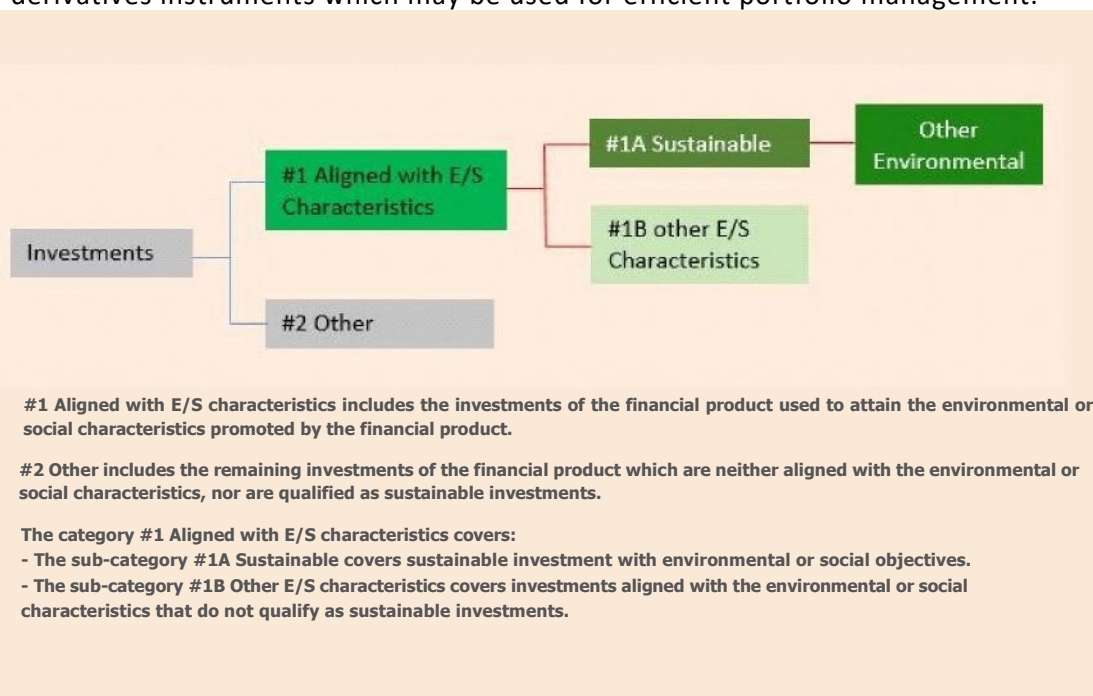 derivatives instruments which may be used for efficient portfolio management.
Other
Environmental
#1A Sustainable
#1 Aligned with E/S
Characteristics
#1B other E/S
Characteristics
Investments
#2 Other
#1 Aligned with E/S characteristics includes the investments of the financial product used to attain the environmental or
social characteristics promoted by the financial product.
#2 Other includes the remaining investments of the financial product which are neither aligned with the environmental or
social characteristics, nor are qualified as sustainable investments.
The category #1 Aligned with E/S characteristics covers:
- The sub-category #1A Sustainable covers sustainable investment with environmental or social objectives.
- The sub-category #1B Other E/S characteristics covers investments aligned with the environmental or social
characteristics that do not qualify as sustainable investments.